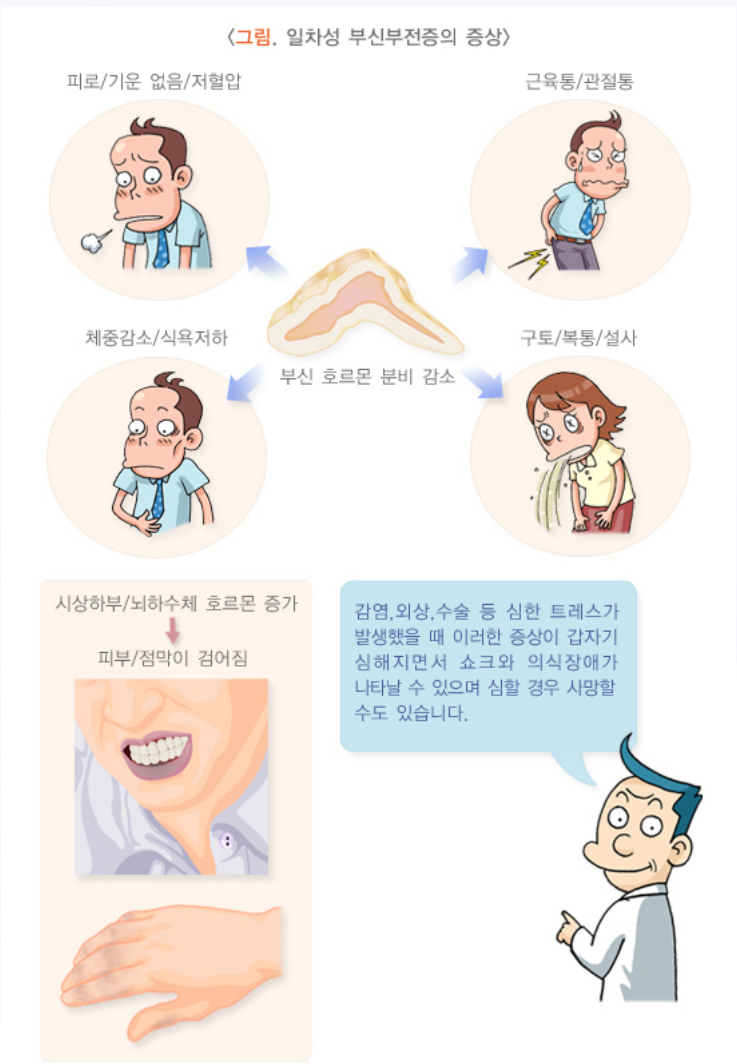 <그림. 일차성 부신부전증의 증상>
피로/기운 없음/저혈압
근육통/관절통
체중감소/식욕저하
구토/복통/설사
부신 호르몬 분비 감소
시상하부/뇌하수체 호르몬 증가
피부/점막이 검어짐
감염,외상,수술 등 심한 트레스가
발생했을 때 이러한 증상이 갑자기
심해지면서 쇼크와 의식장애가
나타날 수 있으며 심할 경우 사망할
수도 있습니다.